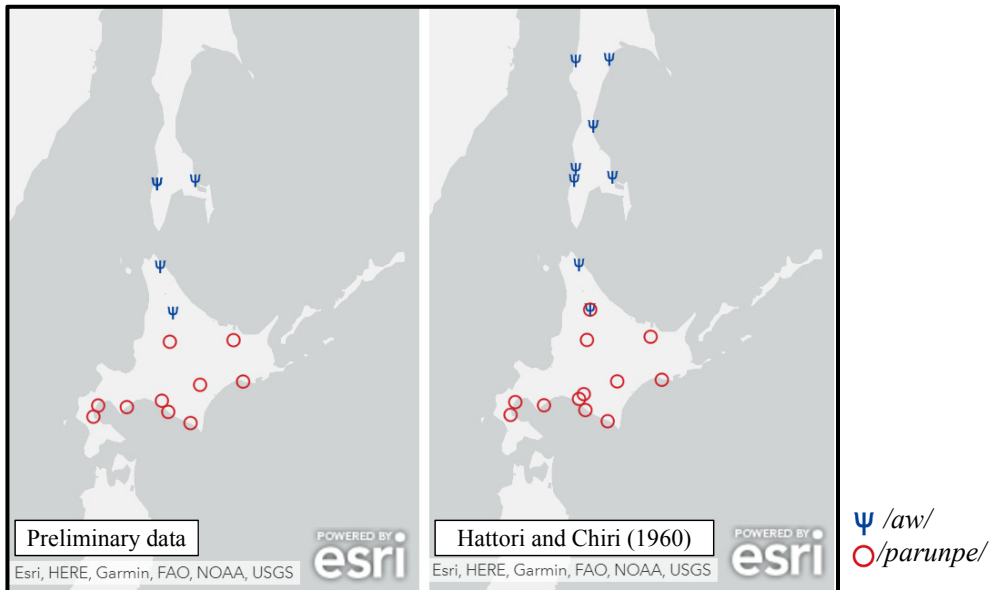 Preliminary data
POWERED BY
esri
Esri, HERE, Garmin, FAO, NOAA, USGS
Hattori and Chiri (1960)
POWERED BY
esri
Esri, HERE, Garmin, FAO, NOAA, USGS
ψ /aw/
○ /parunpe/